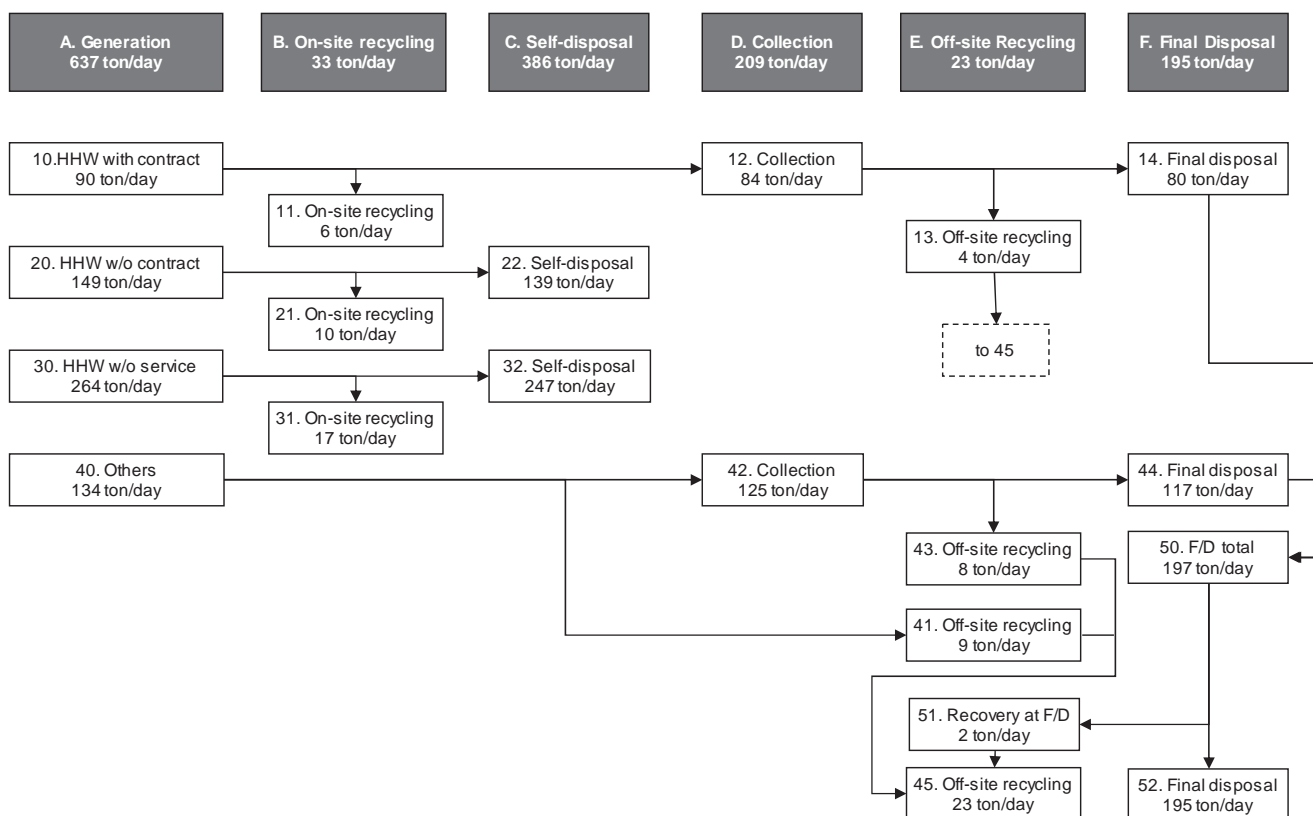 A. Generation
637 ton/day
B. On-site recycling
33 ton/day
C. Self-disposal
386 ton/day
D. Collection
209 ton/day
E. Off-site Recycling
23 ton/day
F. Final Disposal
195 ton/day
10.HHW with contract
90 ton/day
12. Collection
84 ton/day
14. Final disposal
80 ton/day
11. On-site recycling
6 ton/day
13. Off-site recycling
4 ton/day
20. HHW w/o contract
149 ton/day
22. Self-disposal
139 ton/day
21. On-site recycling
10 ton/day
to 45
30. HHW w/o service
264 ton/day
32. Self-disposal
247 ton/day
31. On-site recycling
17 ton/day
40. Others
134 ton/day
42. Collection
125 ton/day
44. Final disposal
117 ton/day
43. Off-site recycling
8 ton/day
50. F/D total
197 ton/day
41. Off-site recycling
9 ton/day
51. Recovery at F/D
2 ton/day
45. Off-site recycling
23 ton/day
52. Final disposal
195 ton/day